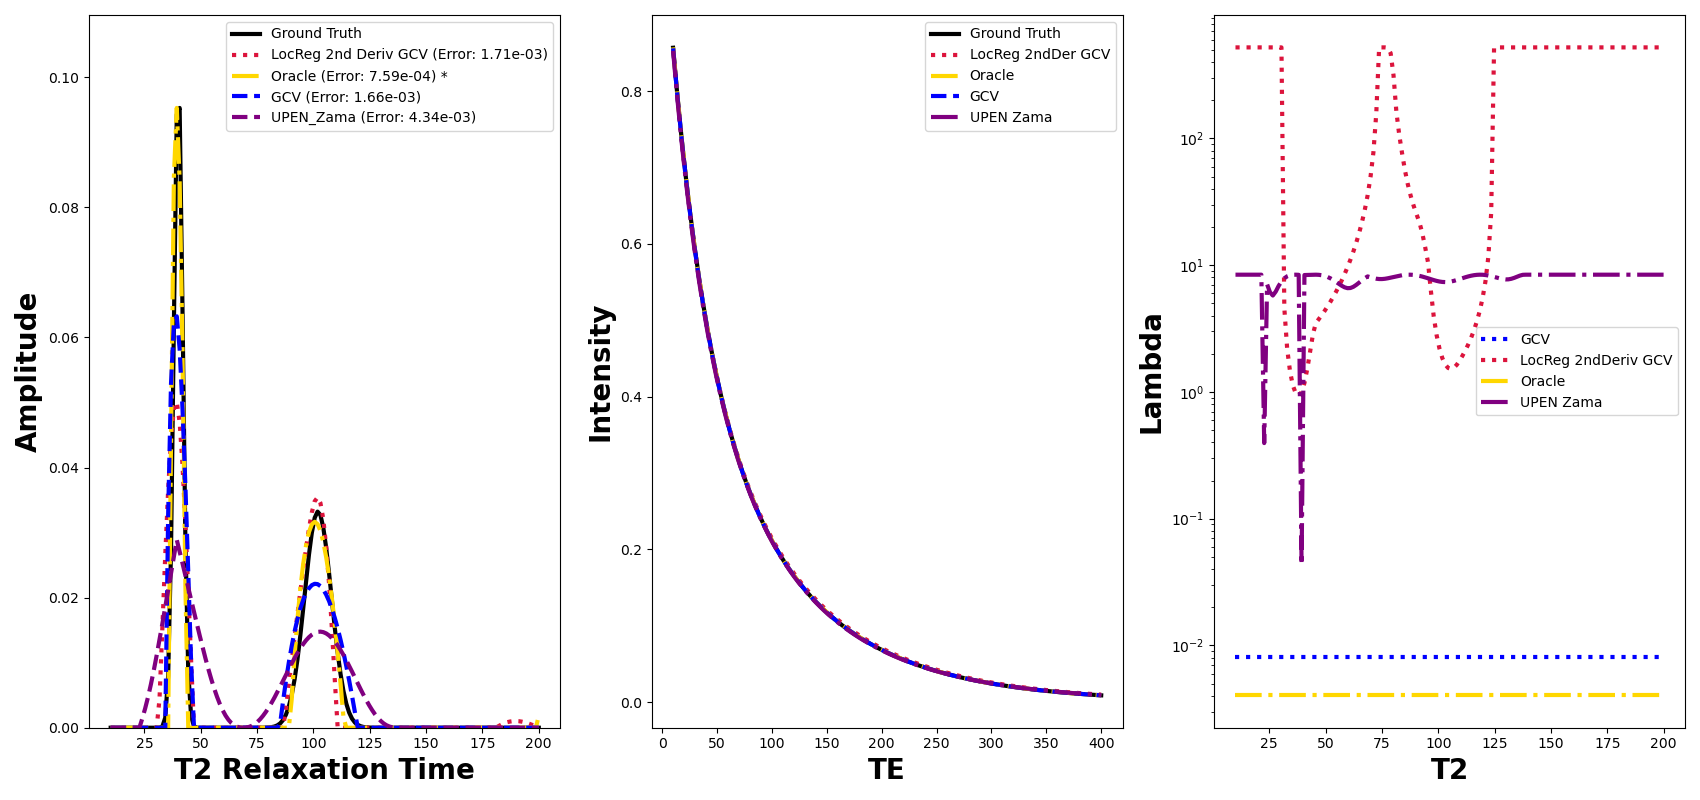 Amplitude
0.10
0.08
0.06
0.04
0.02
0.00
25 50 75 100 125 150 175 200
T2 Relaxation Time
Ground Truth
LocReg 2nd Deriv GCV (Error: 1.71e-03)
Oracle (Error: 7.59e-04) *
GCV (Error: 1.66e-03)
UPEN_Zama (Error: 4.34e-03)
Intensity
0.8
0.6
0.4
0.2
0.0
0 50 100 150 200 250 300 350 400
TE
Ground Truth
LocReg 2ndDer GCV
Oracle
GCV
UPEN Zama
Lambda
10²
10¹
10⁰
10⁻¹
10⁻²
25 50 75 100 125 150 175 200
T2
GCV
LocReg 2ndDeriv GCV
Oracle
UPEN Zama